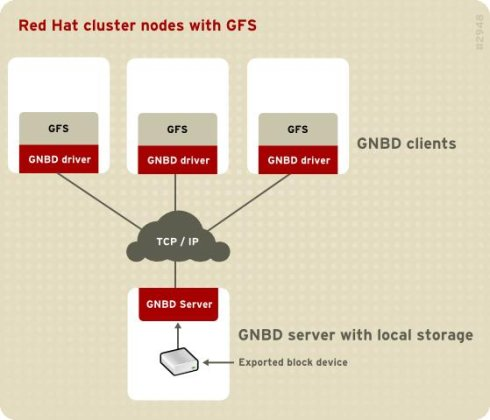 Red Hat cluster nodes with GFS
#2948
GFS
GFS
GFS
GNBD driver
GNBD driver
GNBD driver
GNBD clients
TCP / IP
GNBD Server
GNBD server with local storage
Exported block device